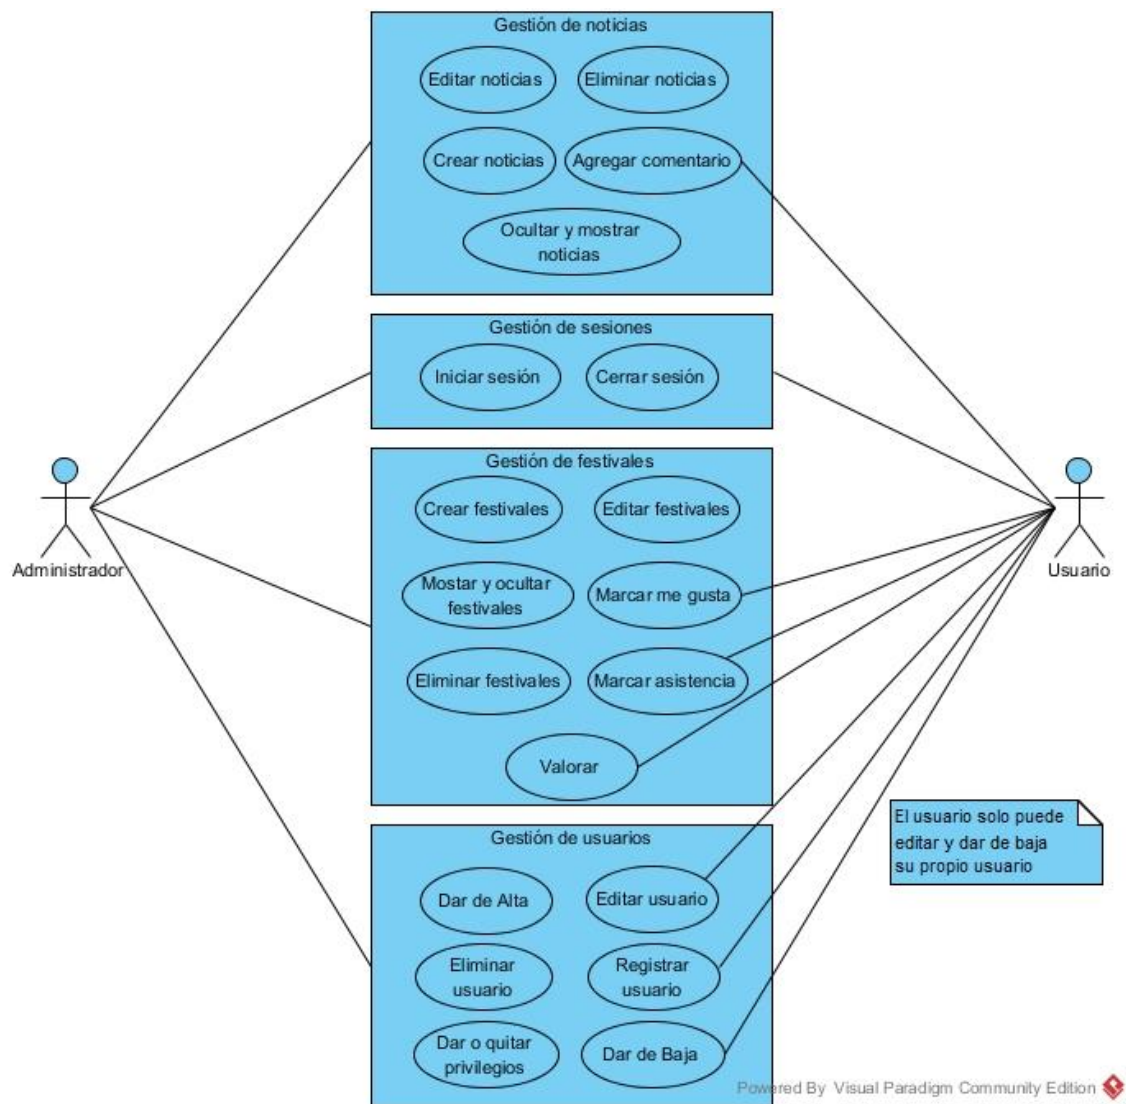 Gestión de noticias
Editar noticias
Eliminar noticias
Crear noticias
Agregar comentario
Ocultar y mostrar
noticias
Gestión de sesiones
Iniciar sesión
Cerrar sesión
Gestión de festivales
Crear festivales
Editar festivales
Administrador
Usuario
Mostar y ocultar
festivales
Marcar me gusta
Eliminar festivales
Marcar asistencia
Valorar
Gestión de usuarios
El usuario solo puede
editar y dar de baja
su propio usuario
Dar de Alta
Editar usuario
Eliminar
usuario
Registrar
usuario
Dar o quitar
privilegios
Dar de Baja
Powered By Visual Paradigm Community Edition